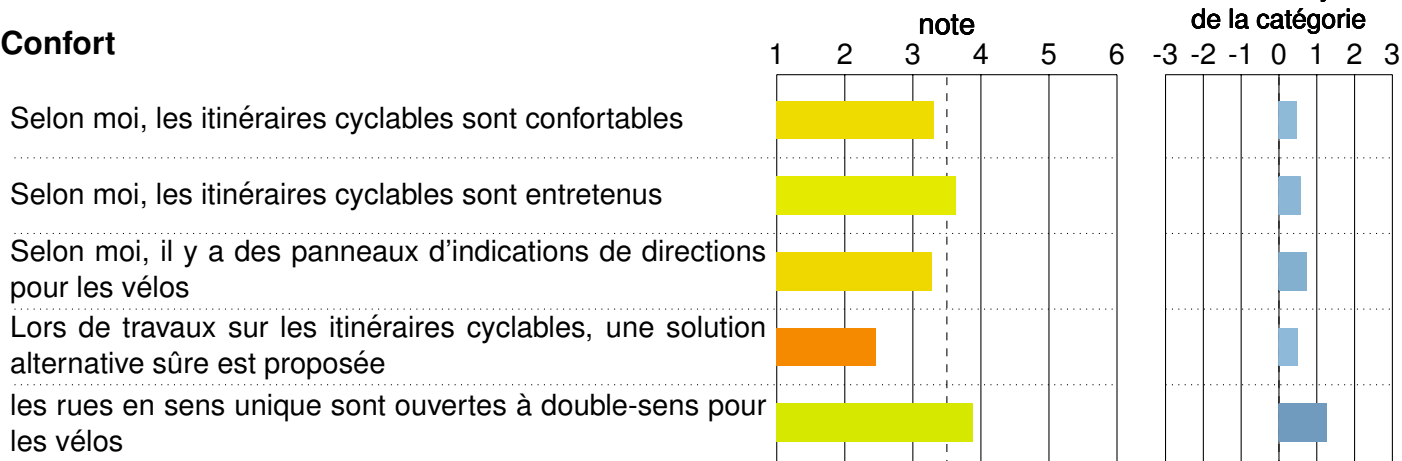 note
de la catégorie
Confort
1 2 3 4 5 6
-3 -2 -1 0 1 2 3
Selon moi, les itinéraires cyclables sont confortables
Selon moi, les itinéraires cyclables sont entretenus
Selon moi, il y a des panneaux d'indications de directions
pour les vélos
Lors de travaux sur les itinéraires cyclables, une solution
alternative sûre est proposée
les rues en sens unique sont ouvertes à double-sens pour
les vélos